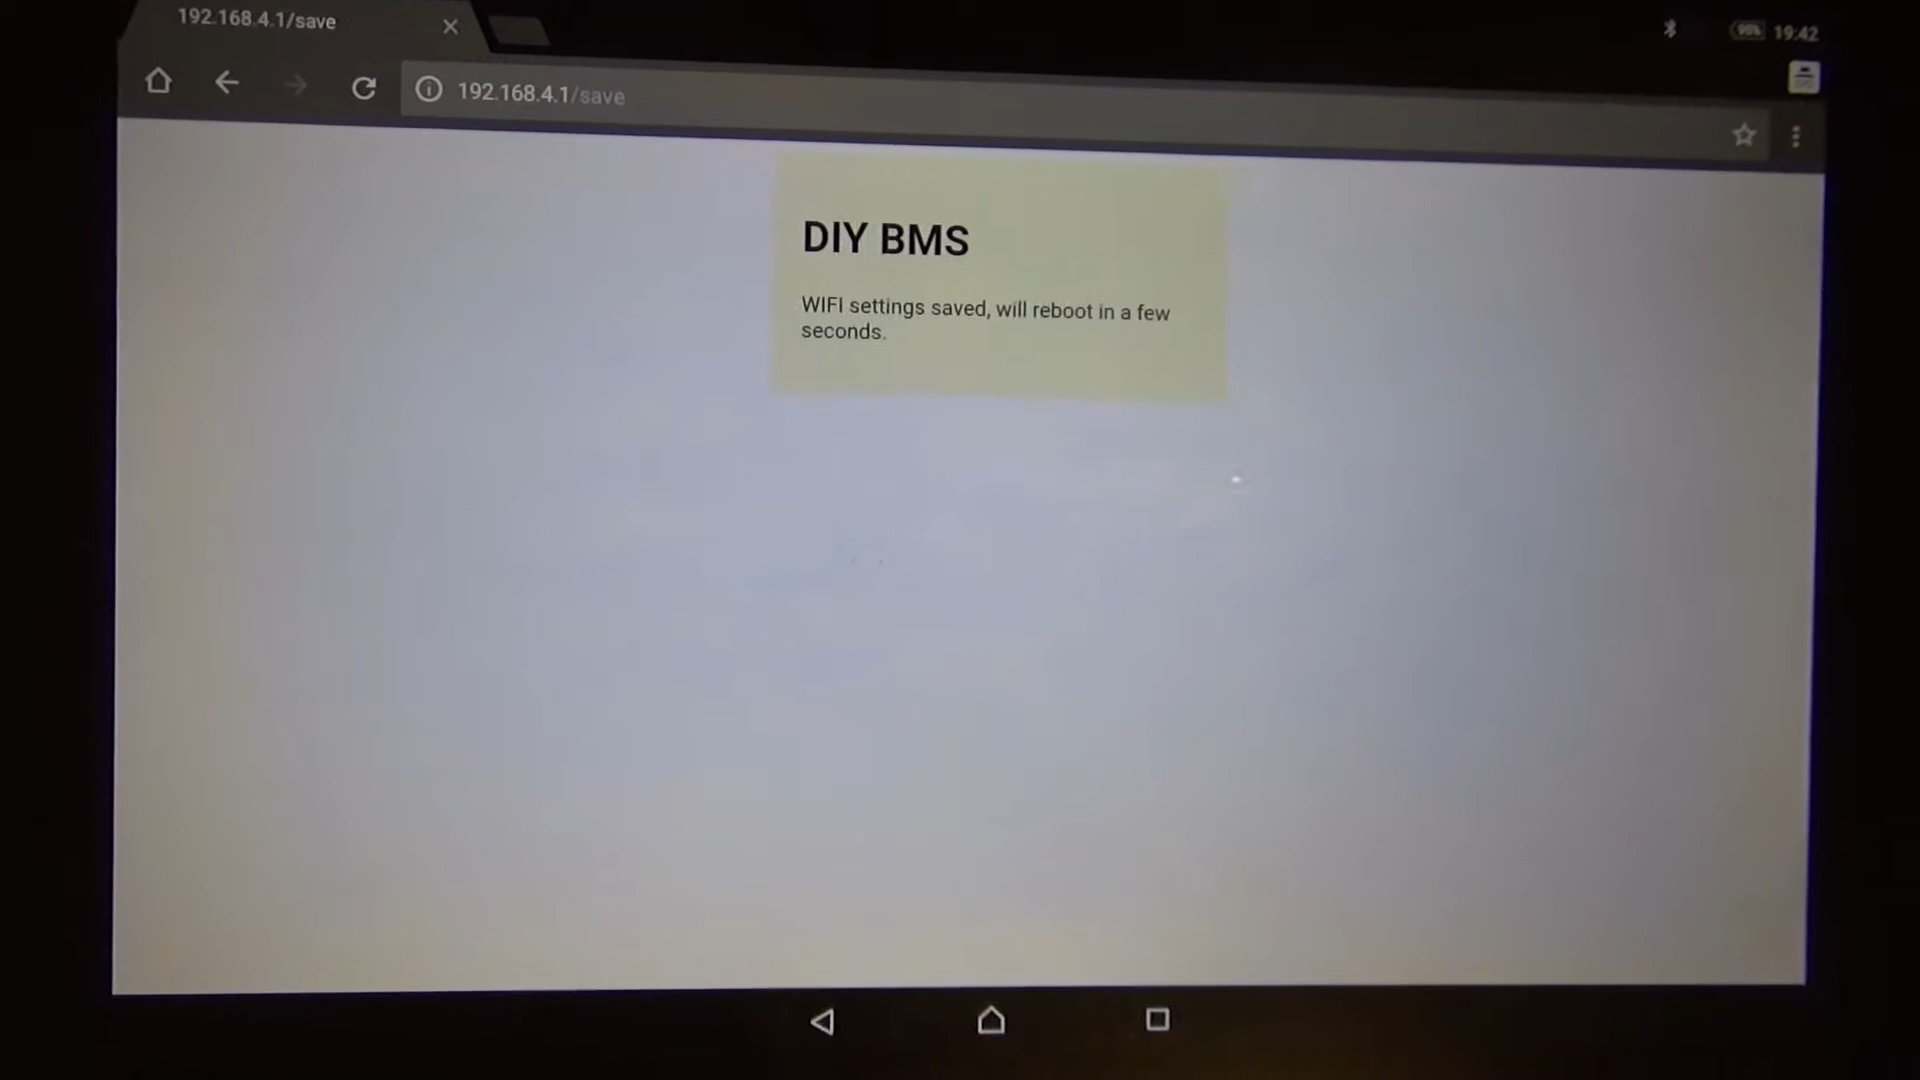 192.168.4.1/save
19:42
192.168.4.1/save
DIY BMS
WIFI settings saved, will reboot in a few
seconds.